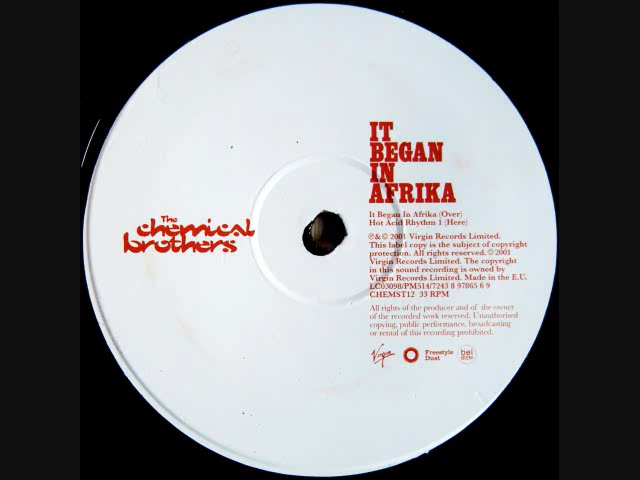 The
chemical
brothers
IT
BEGAN
IN
AFRIKA
It Began In Afrika (Over)
Hot Acid Rhythm 1 (Here)
℗&© 2001 Virgin Records Limited.
This label copy is the subject of copyright
protection. All rights reserved. ©2001
Virgin Records Limited. The copyright
in this sound recording is owned by
Virgin Records Limited. Made in the E.U.
LC03098/PM514/7243 8 97865 6 9
CHEMST12 33 RPM
All rights of the producer and of the owner
of the recorded work reserved. Unauthorised
copying, public performance, broadcasting
or rental of this recording prohibited.
Virgin
Freestyle
Dust
bel